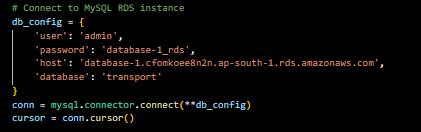 # Connect to MySQL RDS instance
db_config = {
    'user': 'admin',
    'password': 'database-1_rds',
    'host': 'database-1.cfomkoee8n2n.ap-south-1.rds.amazonaws.com',
    'database': 'transport'
}
conn = mysql.connector.connect(**db_config)
cursor = conn.cursor()